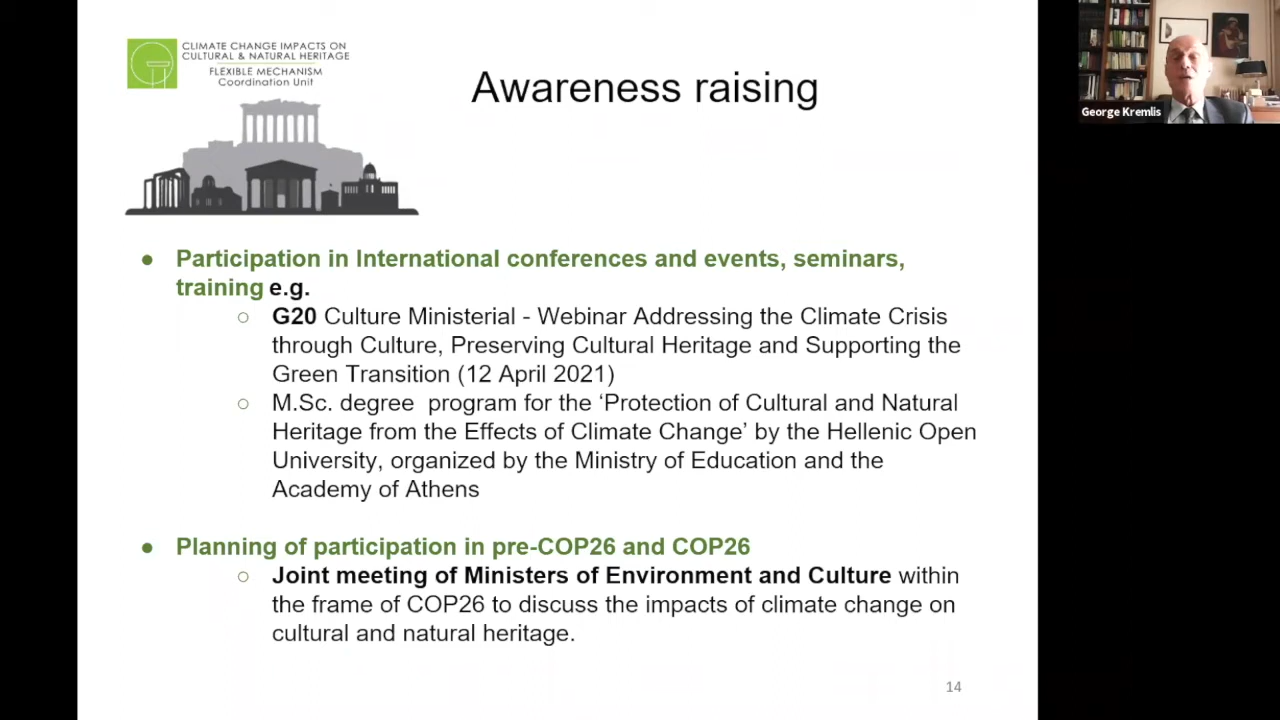 CLIMATE CHANGE IMPACTS ON
CULTURAL & NATURAL HERITAGE
FLEXIBLE MECHANISM
Coordination Unit
Awareness raising
George Kremlis
● Participation in International conferences and events, seminars,
training e.g.
○ G20 Culture Ministerial - Webinar Addressing the Climate Crisis
through Culture, Preserving Cultural Heritage and Supporting the
Green Transition (12 April 2021)
○ M.Sc. degree program for the ‘Protection of Cultural and Natural
Heritage from the Effects of Climate Change’ by the Hellenic Open
University, organized by the Ministry of Education and the
Academy of Athens
● Planning of participation in pre-COP26 and COP26
○ Joint meeting of Ministers of Environment and Culture within
the frame of COP26 to discuss the impacts of climate change on
cultural and natural heritage.
14